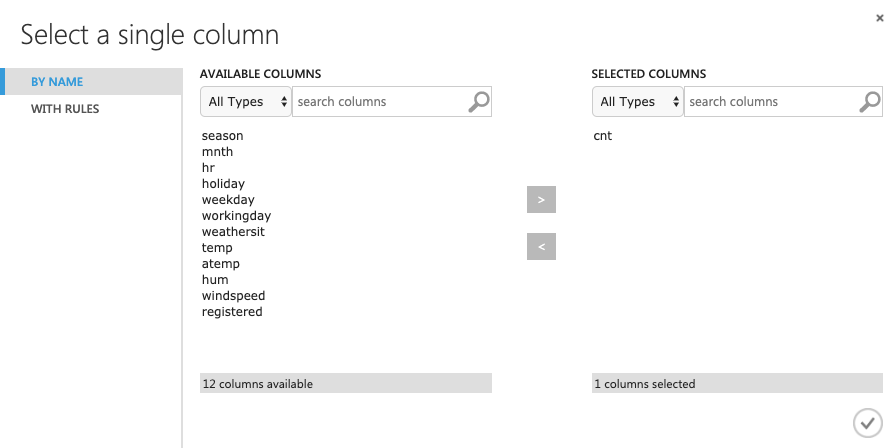 Select a single column
BY NAME
WITH RULES
AVAILABLE COLUMNS
All Types
search columns
season
mnth
hr
holiday
weekday
workingday
weathersit
temp
atemp
hum
windspeed
registered
12 columns available
>
<
SELECTED COLUMNS
All Types
search columns
cnt
1 columns selected